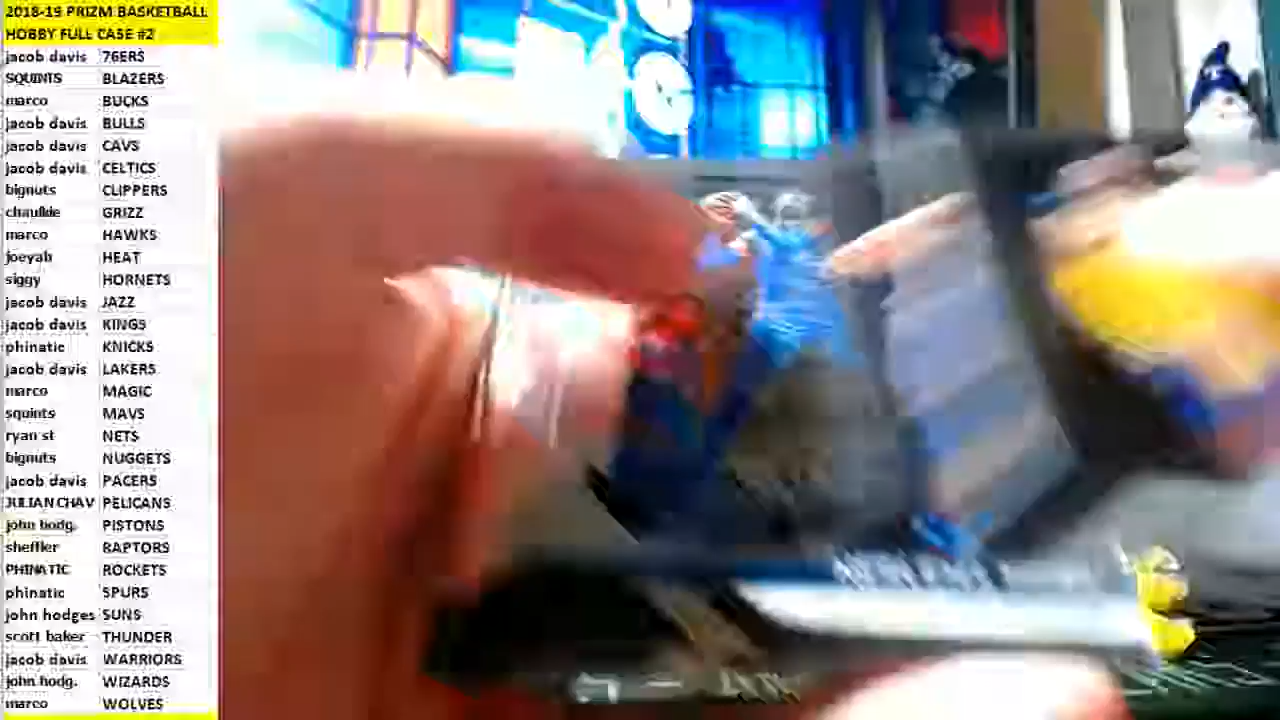 2018-19 PRIZM BASKETBALL
HOBBY FULL CASE #2
jacob davis 76ERS
SQUINTS BLAZERS
marco BUCKS
jacob davis BULLS
jacob davis CAVS
jacob davis CELTICS
bignuts CLIPPERS
chaulkie GRIZZ
marco HAWKS
joeyah HEAT
siggy HORNETS
jacob davis JAZZ
jacob davis KINGS
phinatic KNICKS
jacob davis LAKERS
marco MAGIC
squints MAVS
ryan st NETS
bignuts NUGGETS
jacob davis PACERS
JULIAN CHAV PELICANS
john hodg. PISTONS
sheffler RAPTORS
PHINATIC ROCKETS
phinatic SPURS
john hodges SUNS
scott baker THUNDER
jacob davis WARRIORS
john hodg. WIZARDS
marco WOLVES